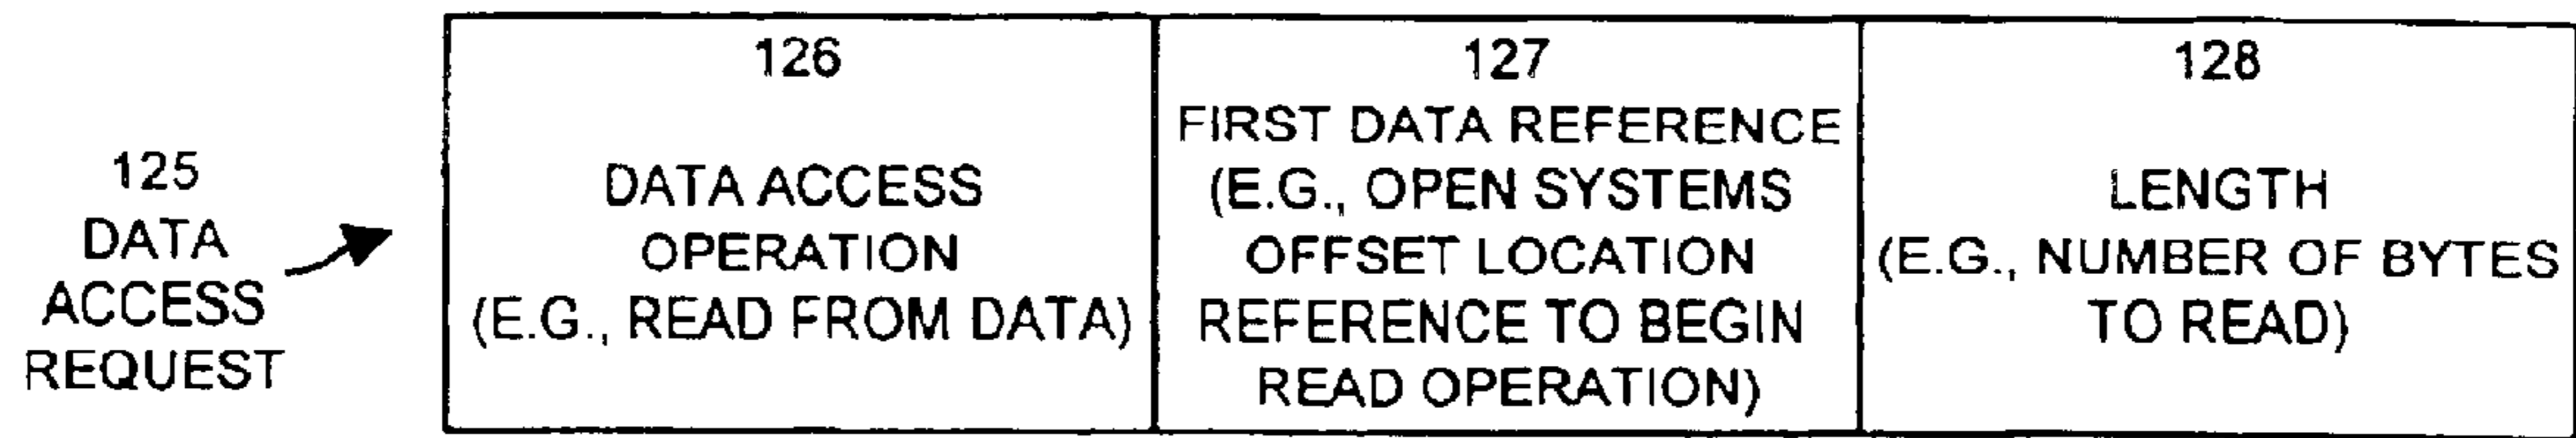 125
DATA
ACCESS
REQUEST
126
DATA ACCESS
OPERATION
(E.G., READ FROM DATA)
127
FIRST DATA REFERENCE
(E.G., OPEN SYSTEMS
OFFSET LOCATION
REFERENCE TO BEGIN
READ OPERATION)
128
LENGTH
(E.G., NUMBER OF BYTES
TO READ)